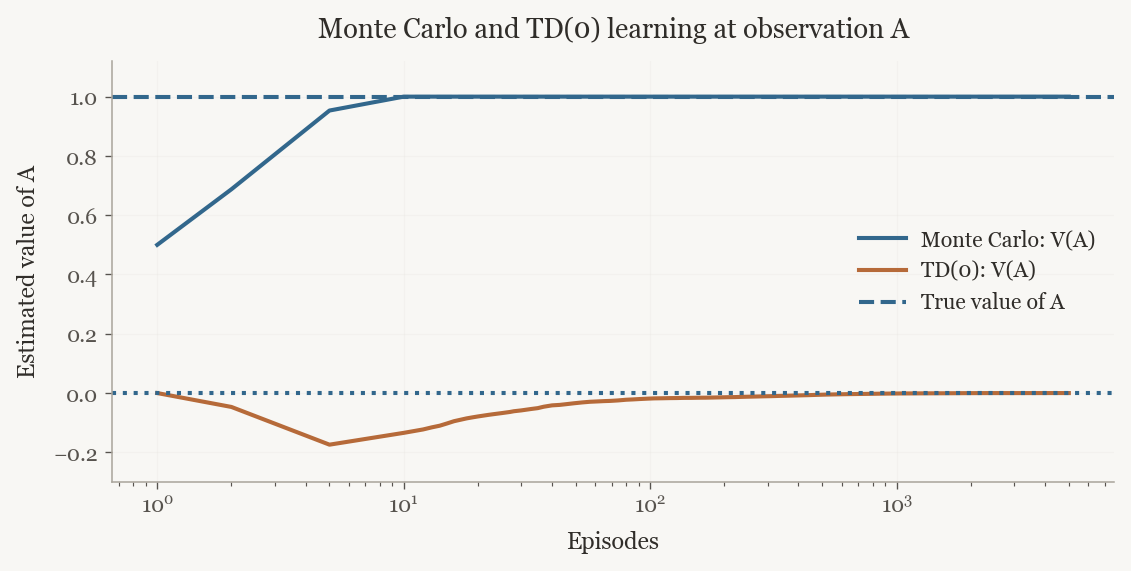 Monte Carlo and TD(0) learning at observation A
Estimated value of A
1.0
0.8
0.6
0.4
0.2
0.0
−0.2
Monte Carlo: V(A)
TD(0): V(A)
True value of A
10⁰
10¹
10²
10³
Episodes